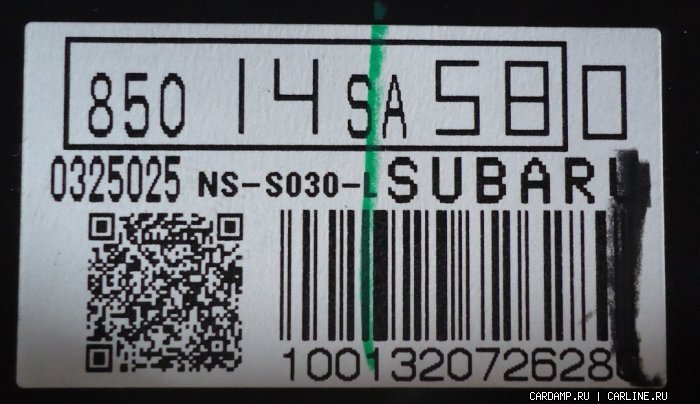 850 14 SA 580
0325025 NS-S030-L SUBARU
100132072628
CARDAMP.RU | CARLINE.RU